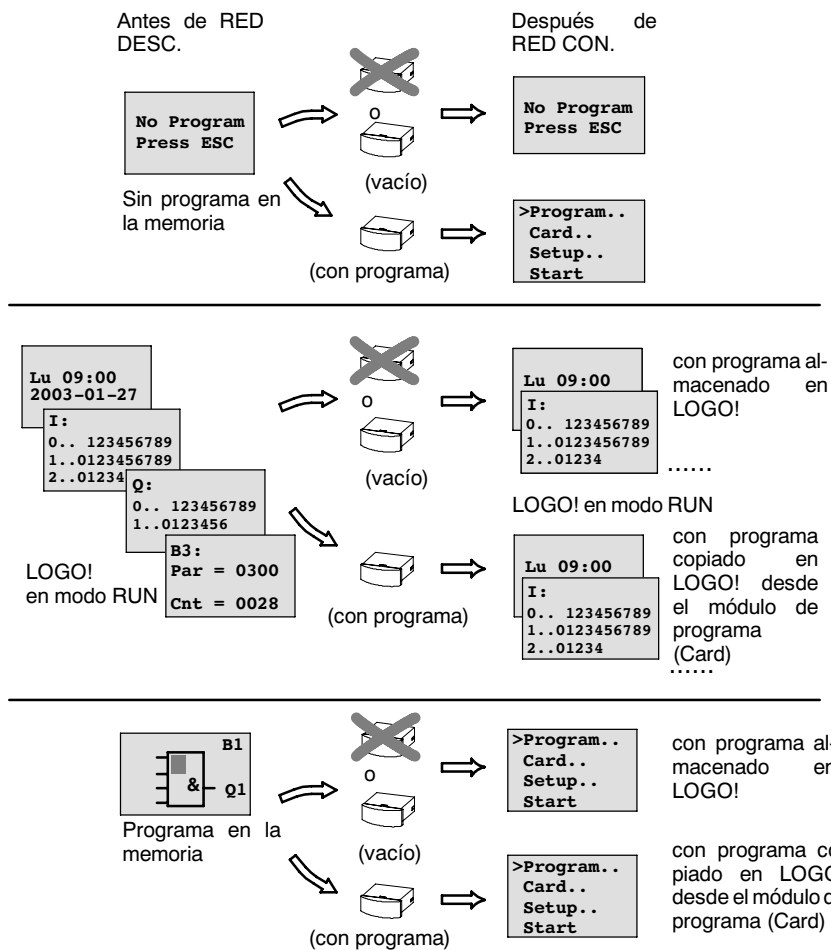 Antes de RED
DESC.
Después de
RED CON.
No Program
Press ESC
Sin programa en
la memoria
o
(vacío)
(con programa)
No Program
Press ESC
>Program..
Card..
Setup..
Start
Lu 09:00
2003-01-27
I:
0.. 123456789
1..0123456789
2..01234
Q:
0.. 123456789
1..0123456
B3:
Par = 0300
Cnt = 0028
LOGO!
en modo RUN
o
(vacío)
(con programa)
Lu 09:00
I:
0.. 123456789
1..0123456789
2..01234
......
con programa al-
macenado en
LOGO!
LOGO! en modo RUN
Lu 09:00
I:
0.. 123456789
1..0123456789
2..01234
con programa
copiado en
LOGO! desde
el módulo de
programa
(Card)
......
B1
&
Q1
Programa en la
memoria
o
(vacío)
(con programa)
>Program..
Card..
Setup..
Start
con programa al-
macenado en
LOGO!
>Program..
Card..
Setup..
Start
con programa co
piado en LOGO
desde el módulo d
programa (Card)